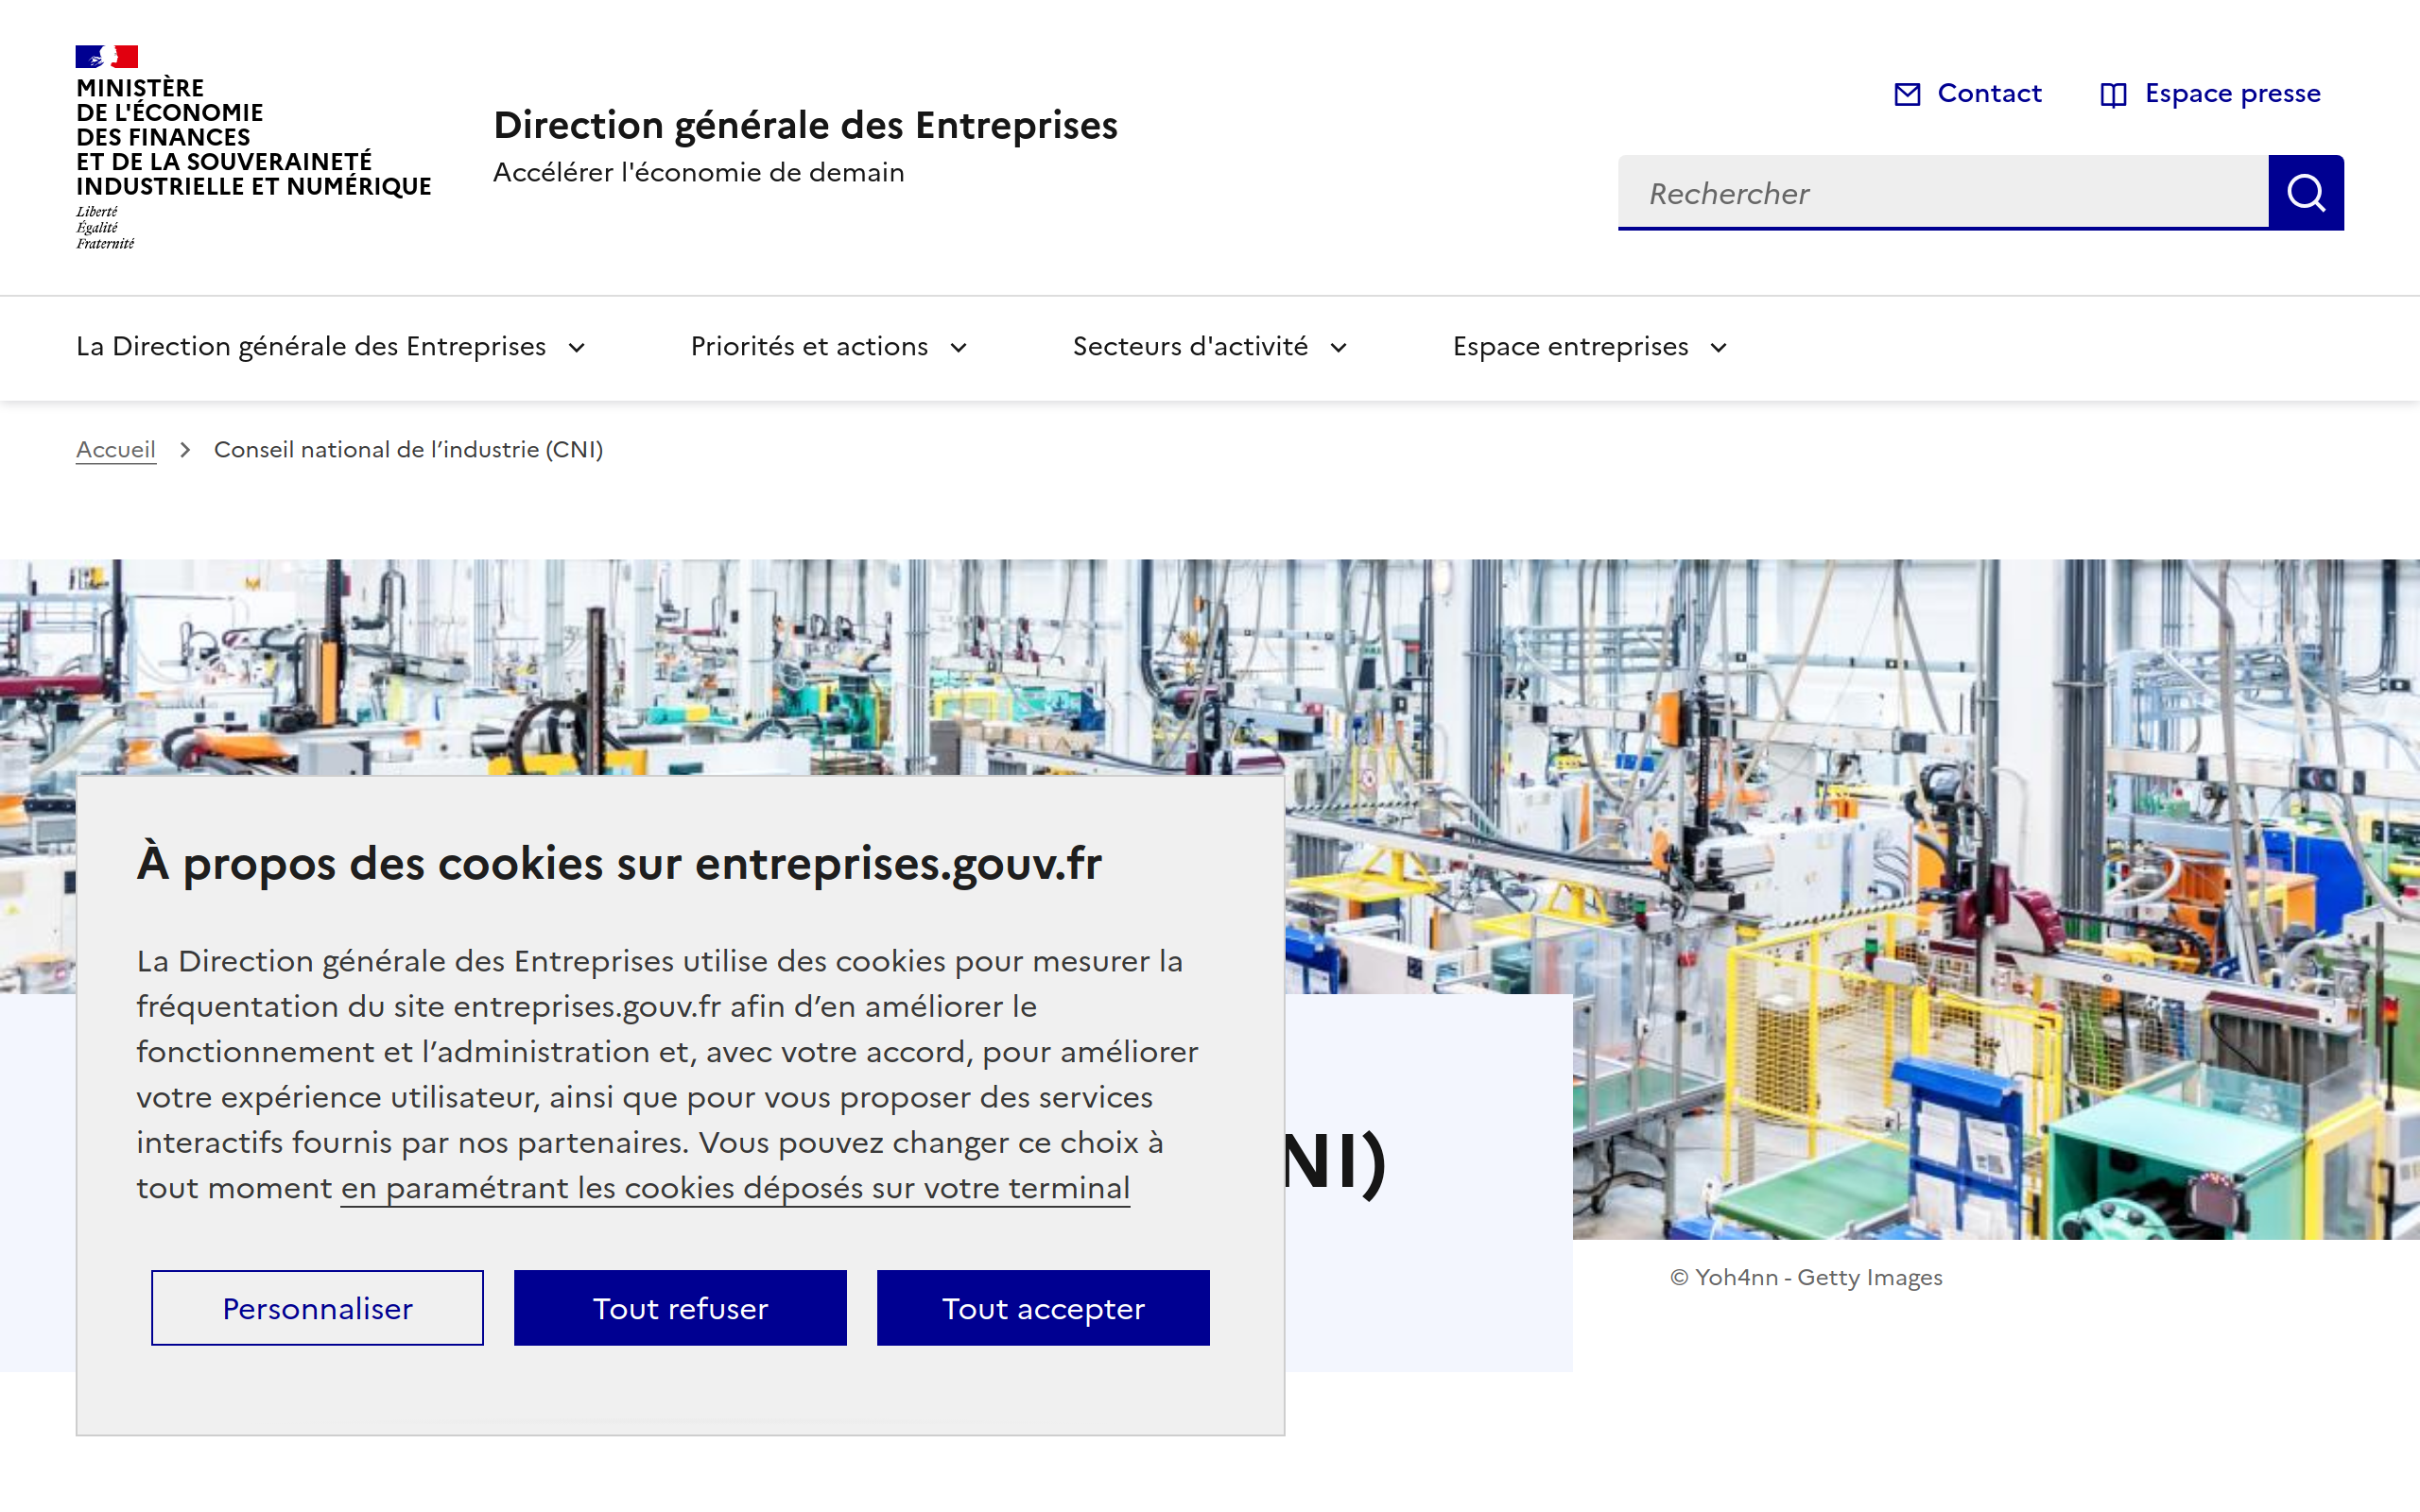 MINISTÈRE
DE L'ÉCONOMIE
DES FINANCES
ET DE LA SOUVERAINETÉ
INDUSTRIELLE ET NUMÉRIQUE
Liberté
Égalité
Fraternité
Direction générale des Entreprises
Accélérer l'économie de demain
Contact
Espace presse
Rechercher
La Direction générale des Entreprises
Priorités et actions
Secteurs d'activité
Espace entreprises
Accueil
Conseil national de l’industrie (CNI)
À propos des cookies sur entreprises.gouv.fr
La Direction générale des Entreprises utilise des cookies pour mesurer la
fréquentation du site entreprises.gouv.fr afin d’en améliorer le
fonctionnement et l’administration et, avec votre accord, pour améliorer
votre expérience utilisateur, ainsi que pour vous proposer des services
interactifs fournis par nos partenaires. Vous pouvez changer ce choix à
tout moment en paramétrant les cookies déposés sur votre terminal
Personnaliser
Tout refuser
Tout accepter
NI)
© Yoh4nn - Getty Images